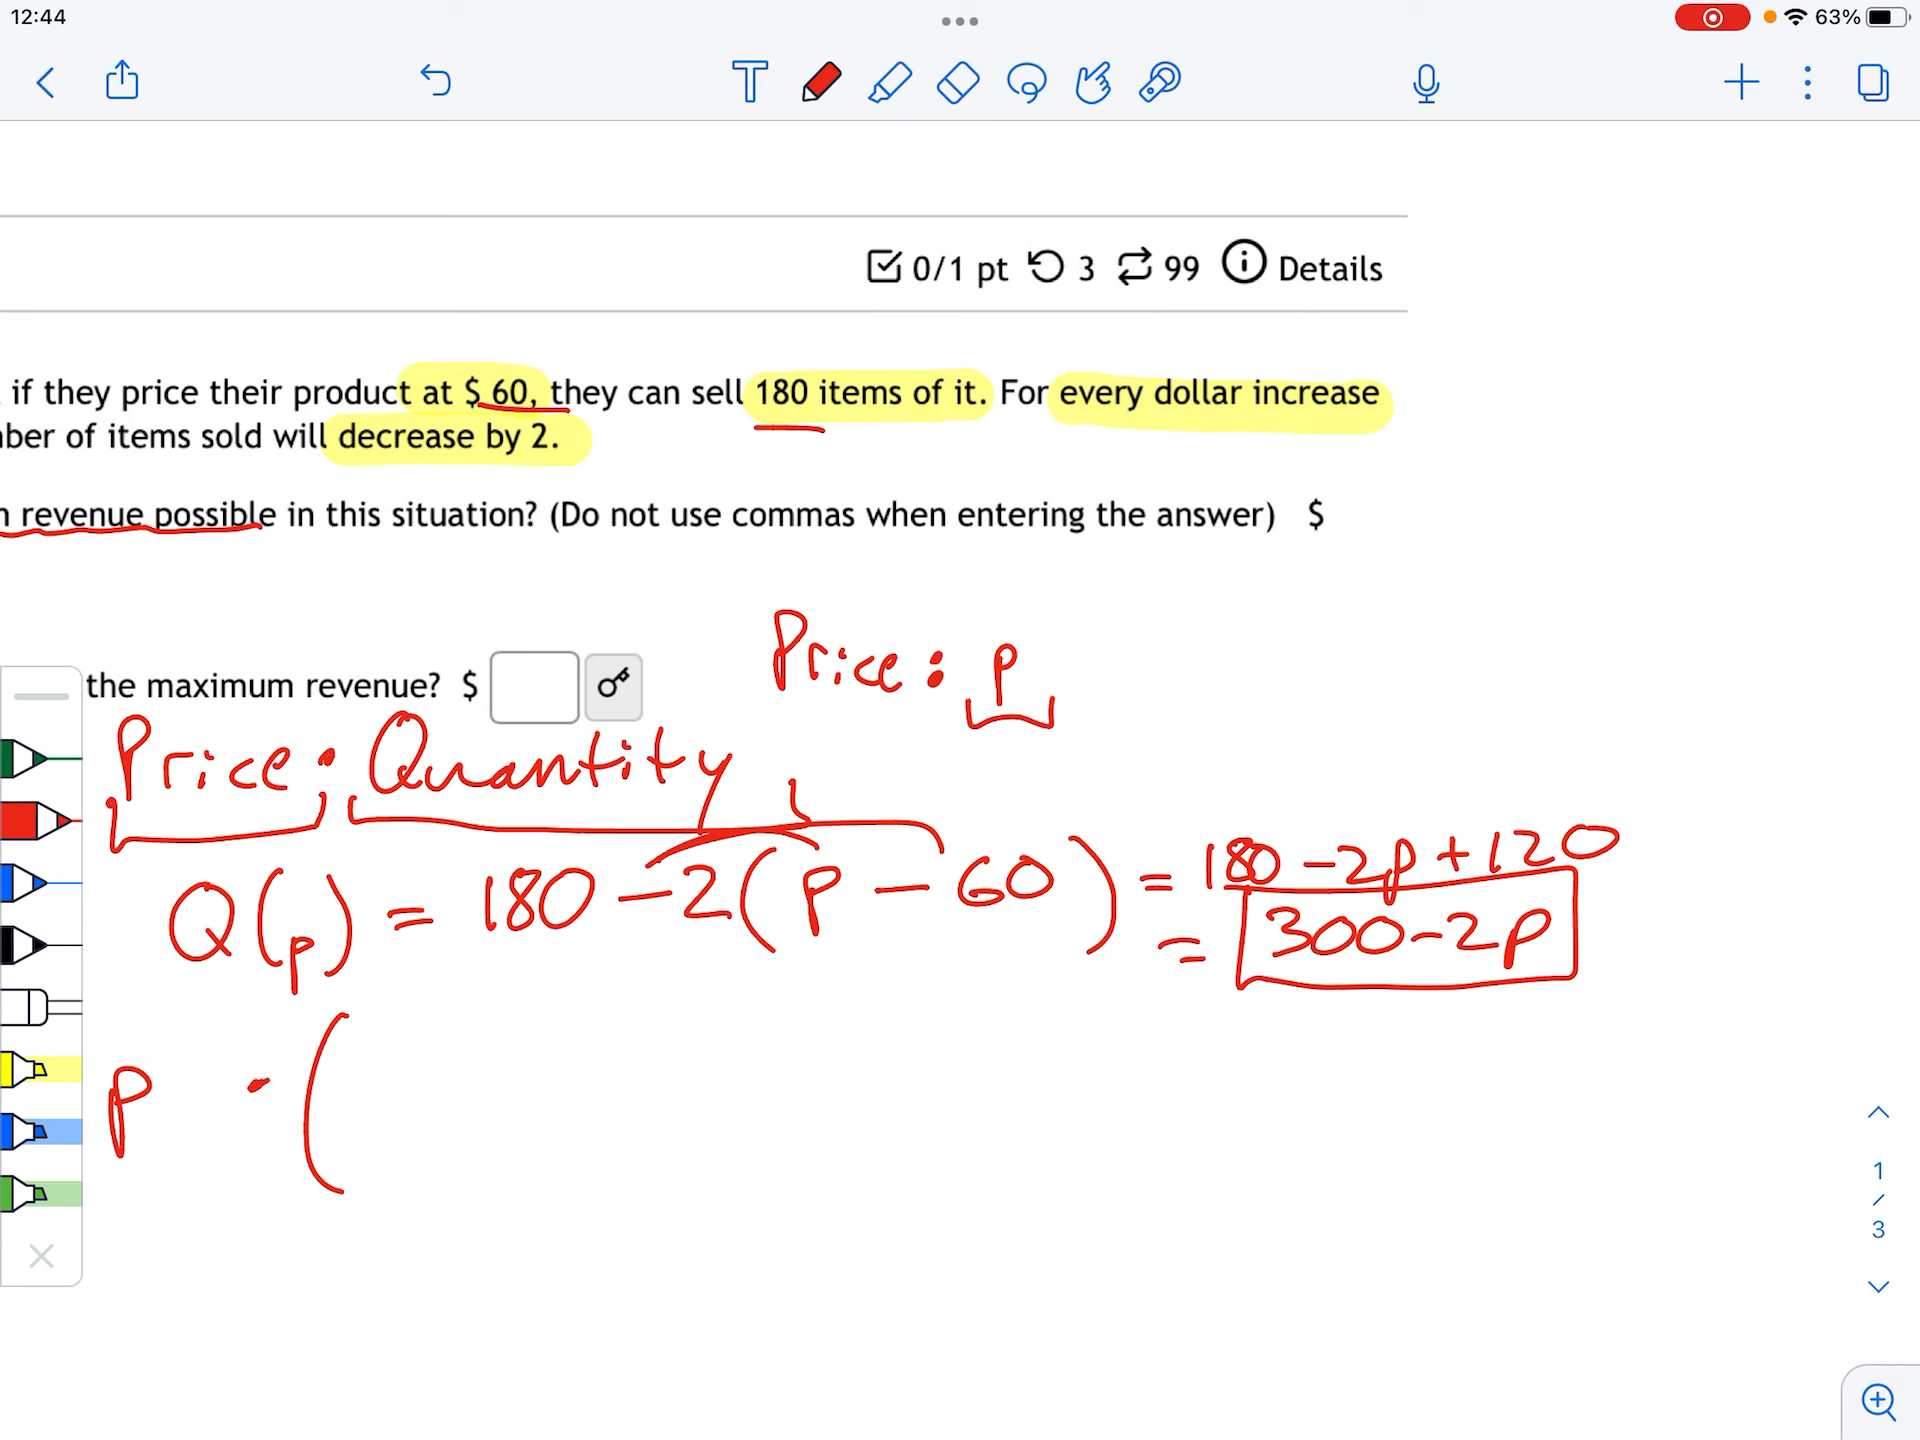 12:44
63%
T
0/1 pt 3 99 Details
if they price their product at $ 60, they can sell 180 items of it. For every dollar increase
ber of items sold will decrease by 2.
revenue possible in this situation? (Do not use commas when entering the answer) $
the maximum revenue? $
Price: p
Price · Quantity
Q(p) = 180 - 2(p - 60) = 180 - 2p + 120
= 300 - 2p
p · (
1
/
3